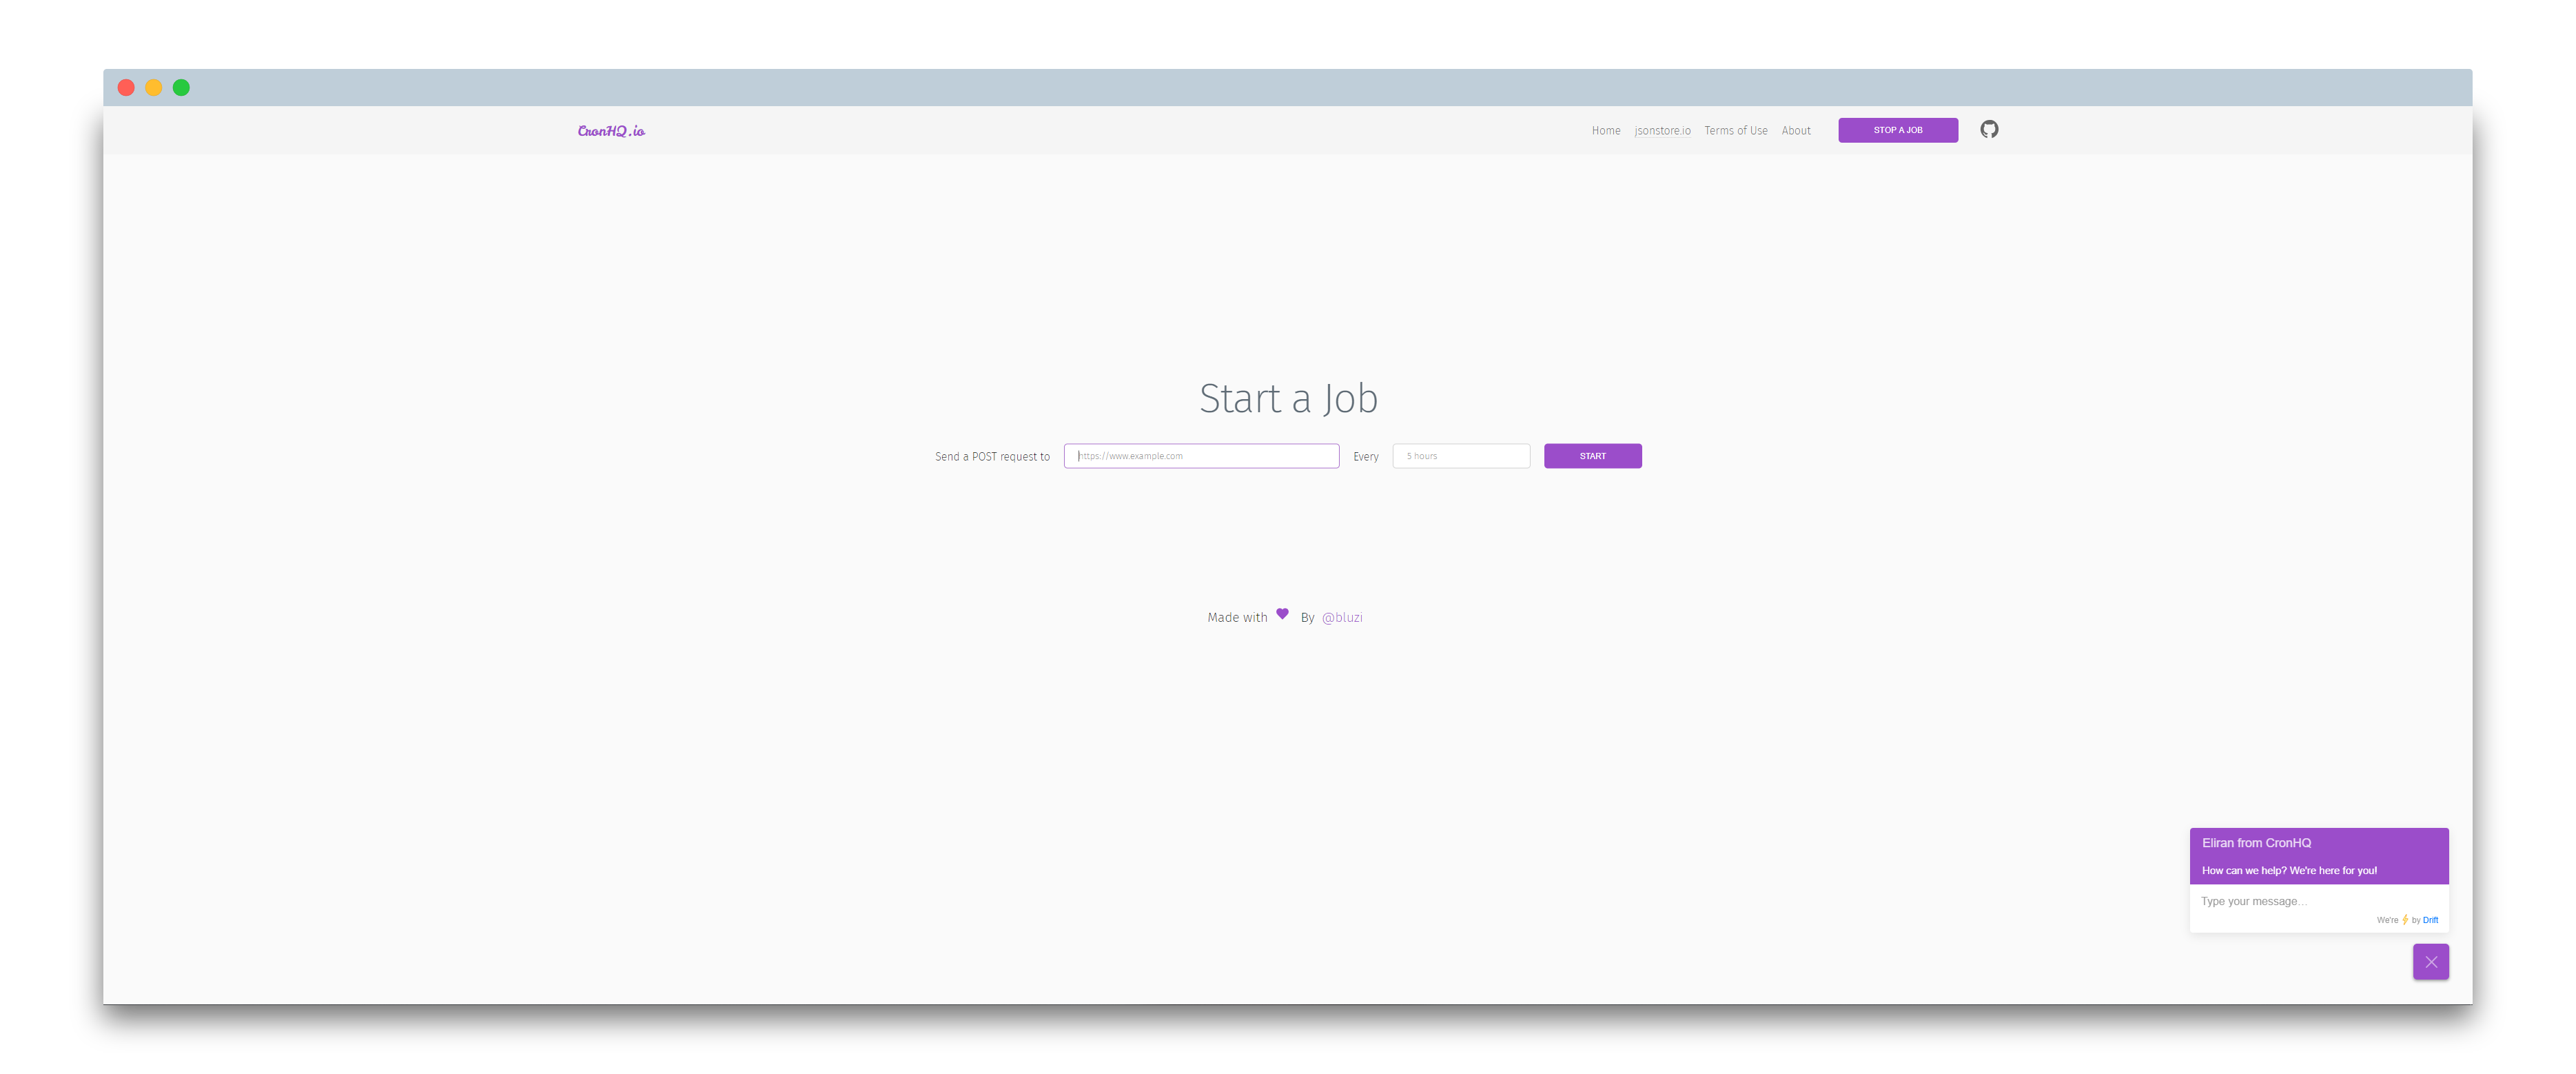 CronHQ.io
Home jsonstore.io Terms of Use About STOP A JOB
Start a Job
Send a POST request to https://www.example.com Every 5 hours START
Made with By @bluzi
Eliran from CronHQ
How can we help? We're here for you!
Type your message...
We're ⚡ by Drift